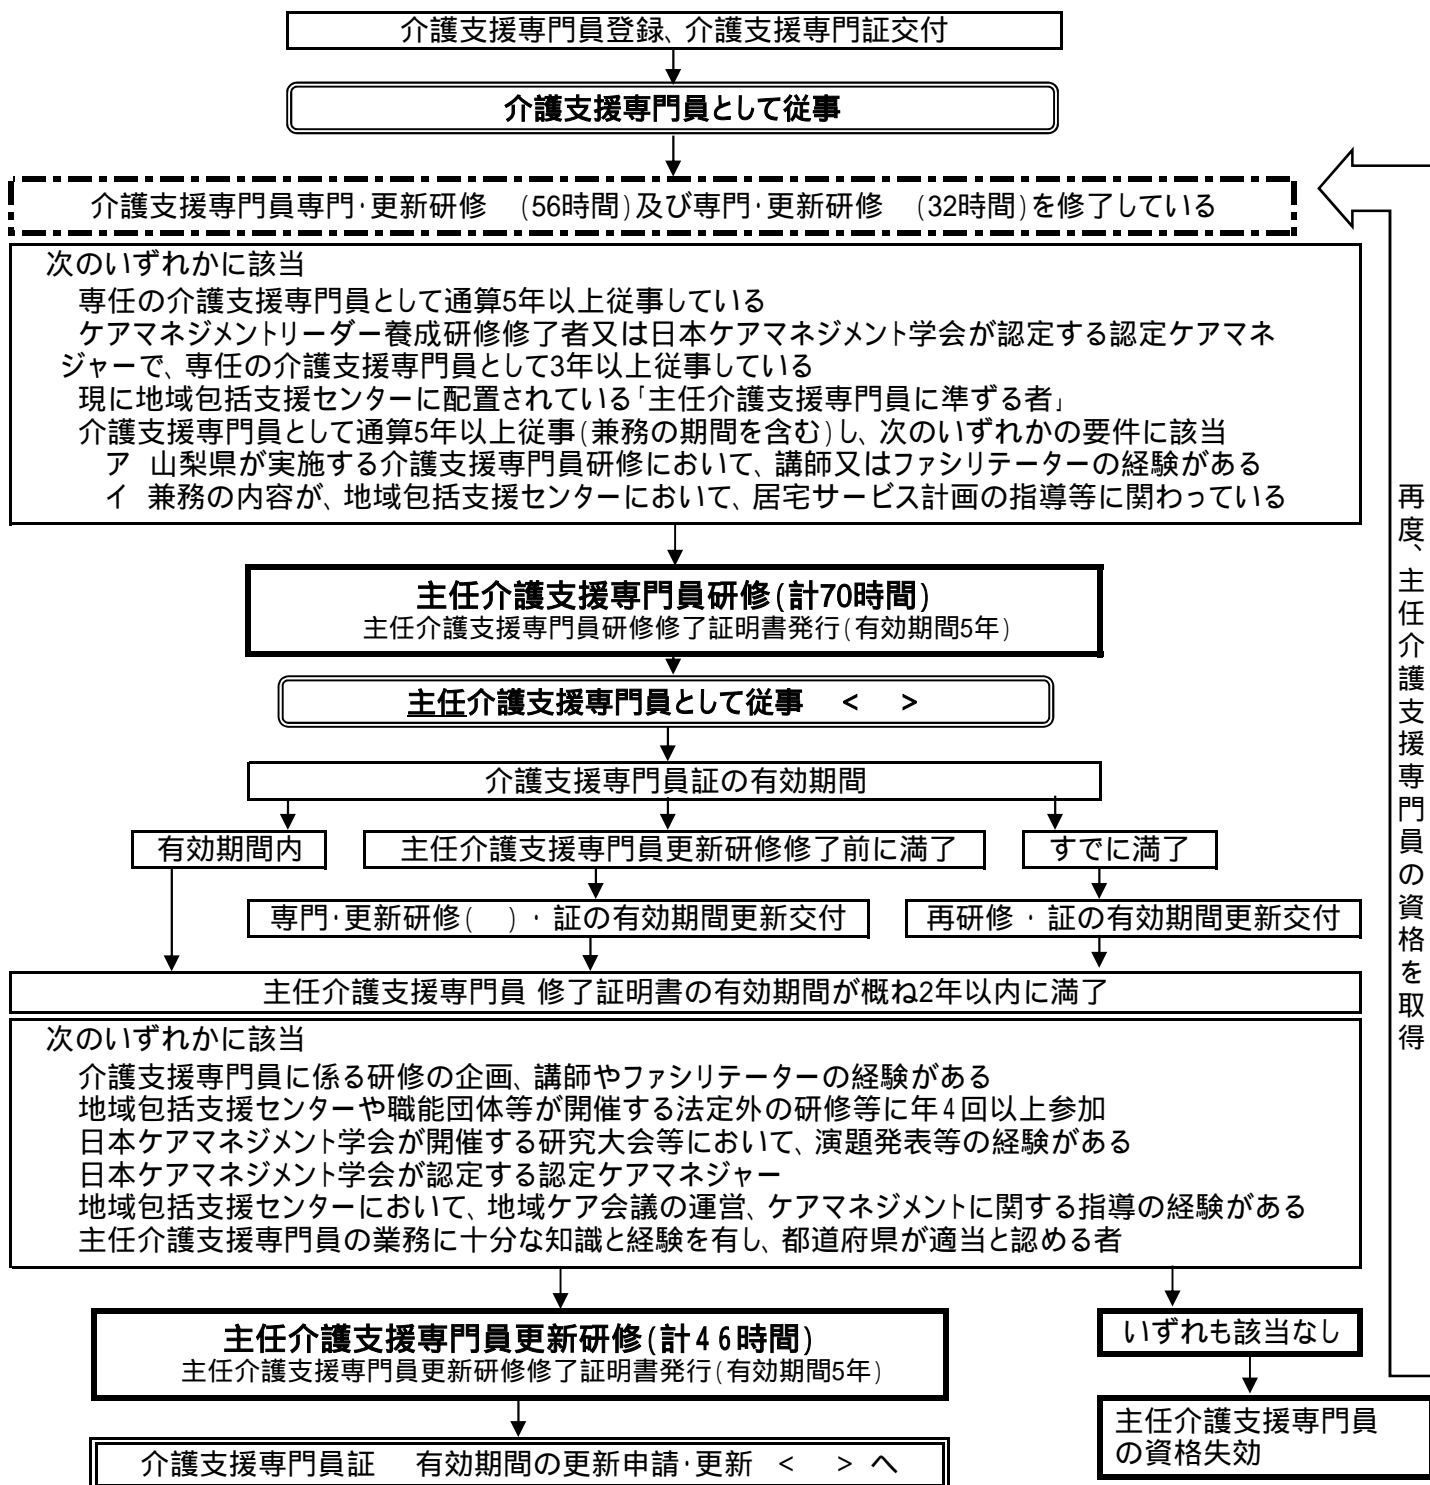 介護支援専門員登録、介護支援専門証交付
介護支援専門員として従事
介護支援専門員専門・更新研修　(56時間)及び専門・更新研修　(32時間)を修了している
次のいずれかに該当
専任の介護支援専門員として通算5年以上従事している
ケアマネジメントリーダー養成研修修了者又は日本ケアマネジメント学会が認定する認定ケアマネ
ジャーで、専任の介護支援専門員として3年以上従事している
現に地域包括支援センターに配置されている「主任介護支援専門員に準ずる者」
介護支援専門員として通算5年以上従事(兼務の期間を含む)し、次のいずれかの要件に該当
ア 山梨県が実施する介護支援専門員研修において、講師又はファシリテーターの経験がある
イ 兼務の内容が、地域包括支援センターにおいて、居宅サービス計画の指導等に関わっている
主任介護支援専門員研修(計70時間)
主任介護支援専門員研修修了証明書発行(有効期間5年)
主任介護支援専門員として従事　<　>
介護支援専門員証の有効期間
有効期間内
主任介護支援専門員更新研修修了前に満了
すでに満了
専門・更新研修(　)・証の有効期間更新交付
再研修・証の有効期間更新交付
主任介護支援専門員 修了証明書の有効期間が概ね2年以内に満了
次のいずれかに該当
介護支援専門員に係る研修の企画、講師やファシリテーターの経験がある
地域包括支援センターや職能団体等が開催する法定外の研修等に年4回以上参加
日本ケアマネジメント学会が開催する研究大会等において、演題発表等の経験がある
日本ケアマネジメント学会が認定する認定ケアマネジャー
地域包括支援センターにおいて、地域ケア会議の運営、ケアマネジメントに関する指導の経験がある
主任介護支援専門員の業務に十分な知識と経験を有し、都道府県が適当と認める者
主任介護支援専門員更新研修(計46時間)
主任介護支援専門員更新研修修了証明書発行(有効期間5年)
いずれも該当なし
介護支援専門員証　有効期間の更新申請・更新　<　> へ
主任介護支援専門員
の資格失効
再度、主任介護支援専門員の資格を取得